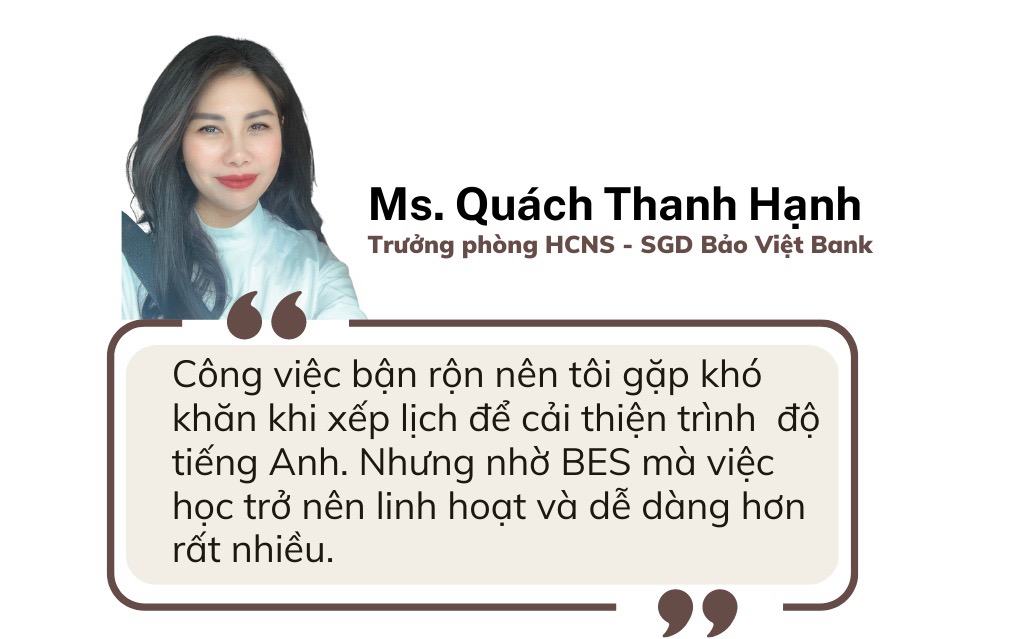 Ms. Quách Thanh Hạnh
Trưởng phòng HCNS - SGD Bảo Việt Bank
Công việc bận rộn nên tôi gặp khó
khăn khi xếp lịch để cải thiện trình độ
tiếng Anh. Nhưng nhờ BES mà việc
học trở nên linh hoạt và dễ dàng hơn
rất nhiều.